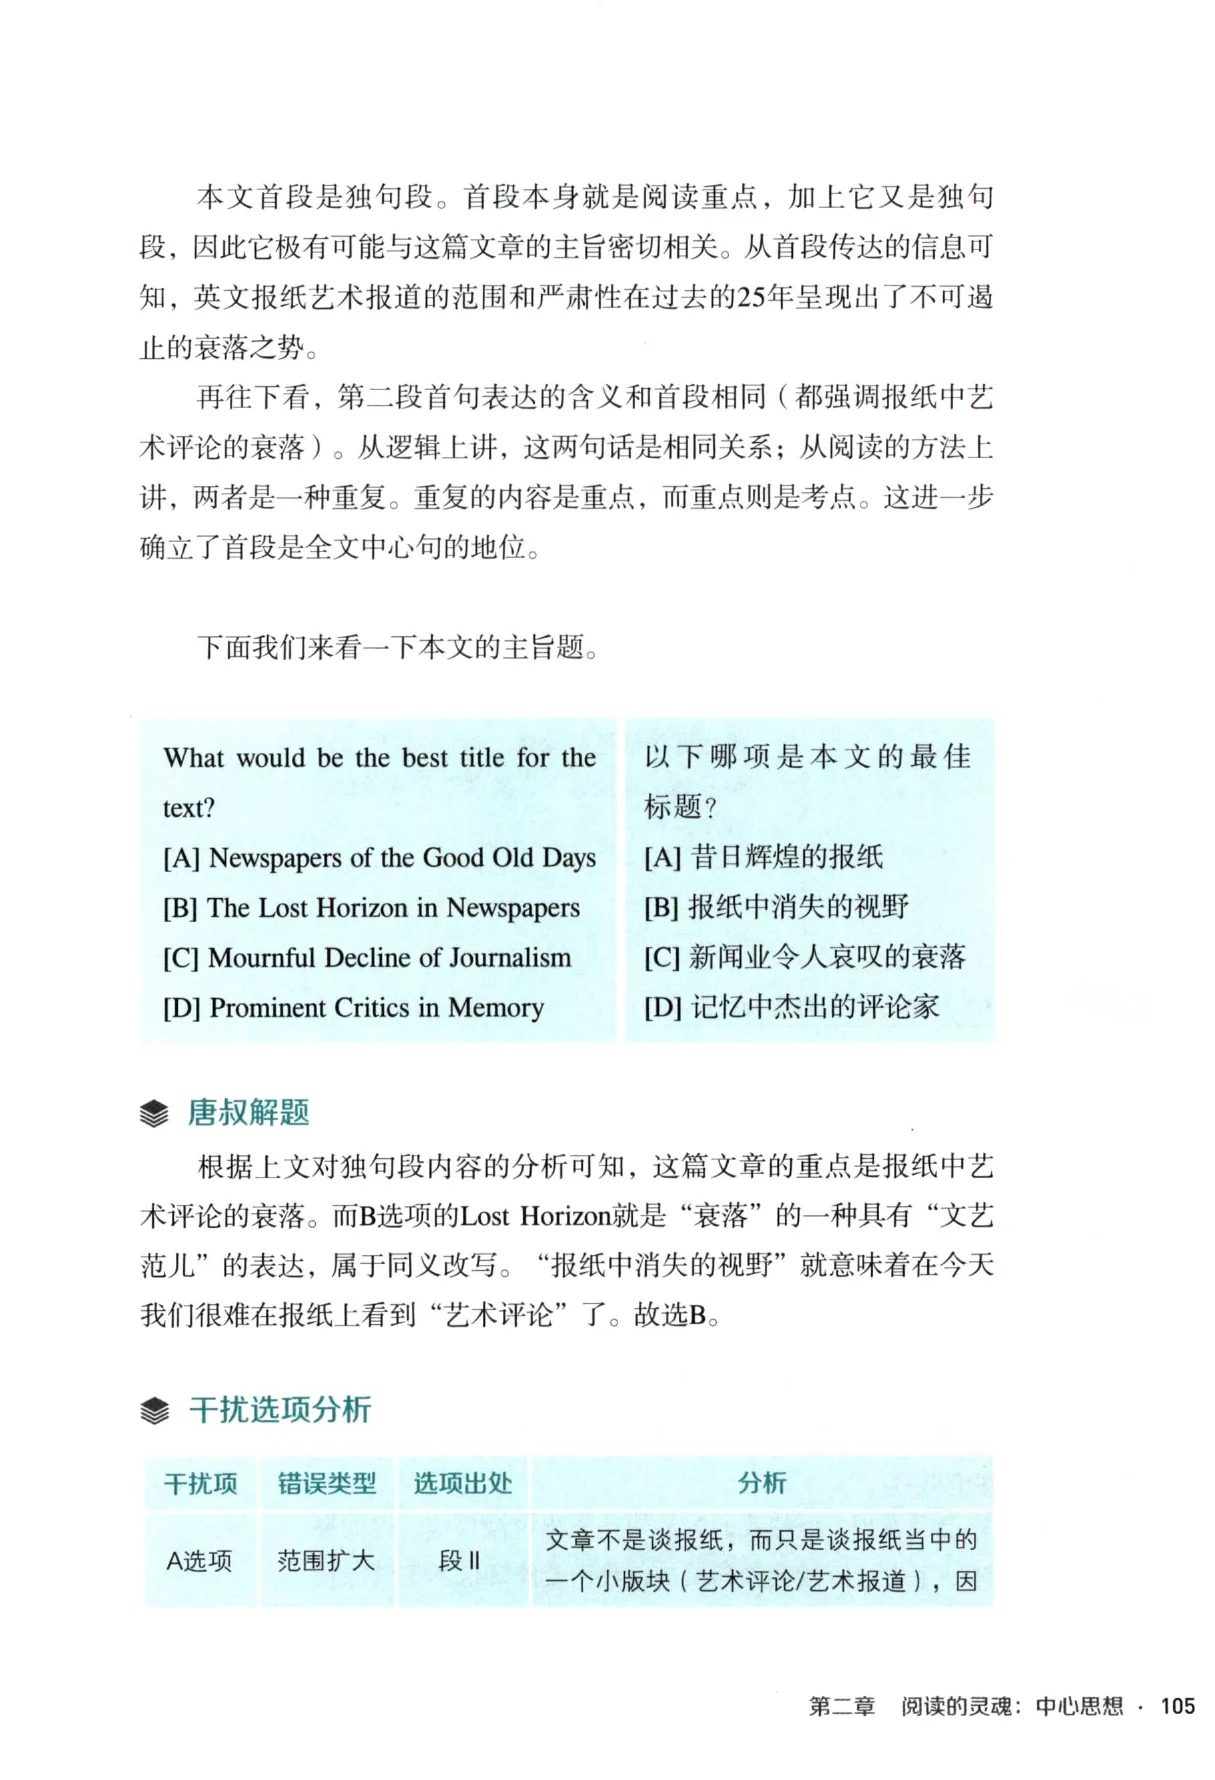 本文首段是独句段。首段本身就是阅读重点，加上它又是独句
段，因此它极有可能与这篇文章的主旨密切相关。从首段传达的信息可
知，英文报纸艺术报道的范围和严肃性在过去的25年呈现出了不可遏
止的衰落之势。
再往下看，第二段首句表达的含义和首段相同（都强调报纸中艺
术评论的衰落）。从逻辑上讲，这两句话是相同关系；从阅读的方法上
讲，两者是一种重复。重复的内容是重点，而重点则是考点。这进一步
确立了首段是全文中心句的地位。
下面我们来看一下本文的主旨题。
What would be the best title for the
text?
[A] Newspapers of the Good Old Days
[B] The Lost Horizon in Newspapers
[C] Mournful Decline of Journalism
[D] Prominent Critics in Memory
以下哪项是本文的最佳
标题？
[A] 昔日辉煌的报纸
[B] 报纸中消失的视野
[C] 新闻业令人哀叹的衰落
[D] 记忆中杰出的评论家
唐叔解题
根据上文对独句段内容的分析可知，这篇文章的重点是报纸中艺
术评论的衰落。而B选项的Lost Horizon就是“衰落”的一种具有“文艺
范儿”的表达，属于同义改写。“报纸中消失的视野”就意味着在今天
我们很难在报纸上看到“艺术评论”了。故选B。
干扰选项分析
干扰项 错误类型 选项出处 分析
A选项 范围扩大 段Ⅱ
文章不是谈报纸，而只是谈报纸当中的
一个小版块（艺术评论/艺术报道），因
第二章 阅读的灵魂：中心思想 · 105